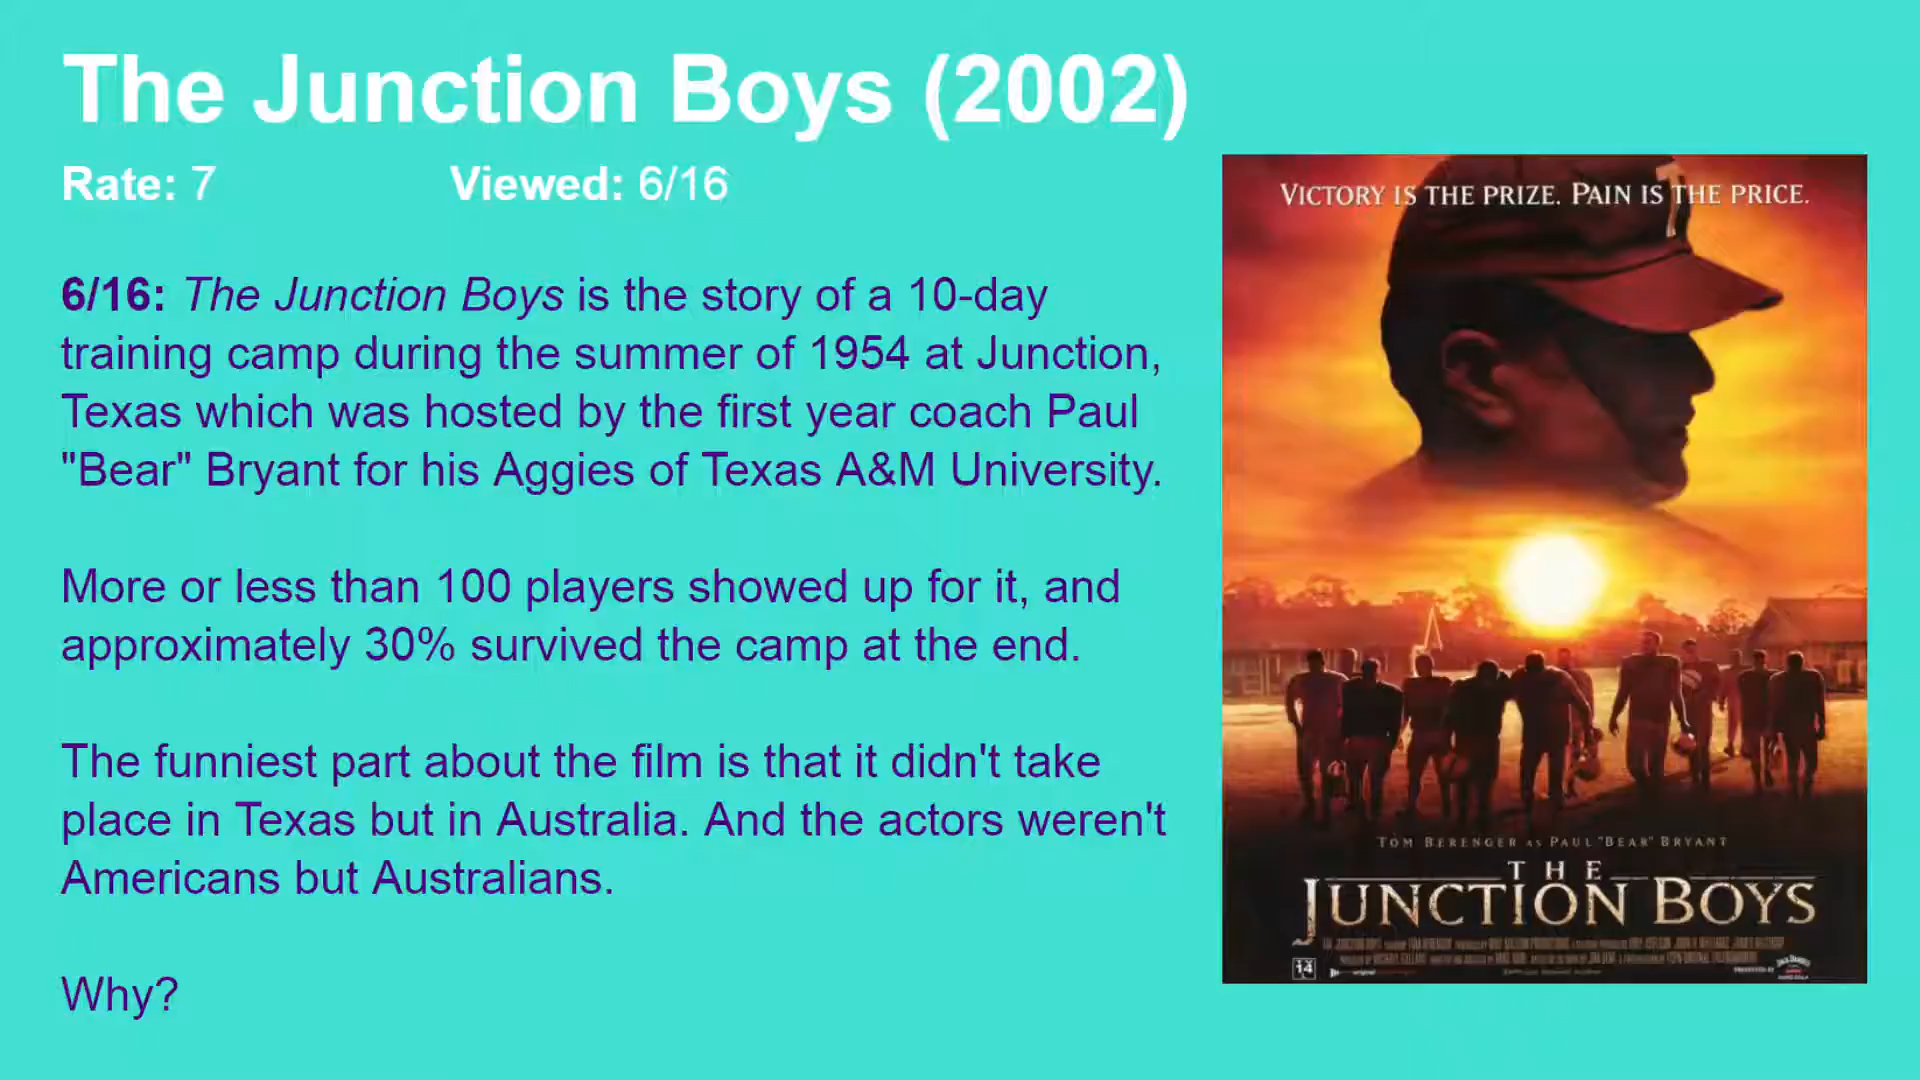 The Junction Boys (2002)
Rate: 7 Viewed: 6/16
6/16: The Junction Boys is the story of a 10-day
training camp during the summer of 1954 at Junction,
Texas which was hosted by the first year coach Paul
"Bear" Bryant for his Aggies of Texas A&M University.
More or less than 100 players showed up for it, and
approximately 30% survived the camp at the end.
The funniest part about the film is that it didn't take
place in Texas but in Australia. And the actors weren't
Americans but Australians.
Why?
VICTORY IS THE PRIZE. PAIN IS THE PRICE.
TOM BERENGER AS PAUL "BEAR" BRYANT
THE
JUNCTION BOYS
14